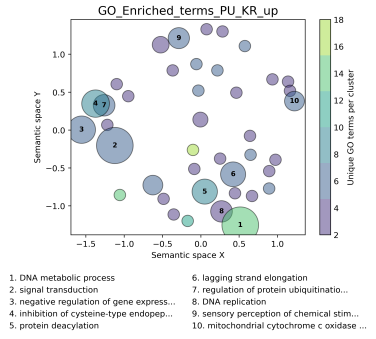 GO_Enriched_terms_PU_KR_up
18
16
14
12
10
8
6
4
2
Unique GO terms per cluster
1.0
0.5
0.0
−0.5
−1.0
Semantic space Y
9
4 7
10
3
2
6
5
8
1
−1.5 −1.0 −0.5 0.0 0.5 1.0
Semantic space X
1. DNA metabolic process
2. signal transduction
3. negative regulation of gene express...
4. inhibition of cysteine-type endopep...
5. protein deacylation
6. lagging strand elongation
7. regulation of protein ubiquitinatio...
8. DNA replication
9. sensory perception of chemical stim...
10. mitochondrial cytochrome c oxidase ...